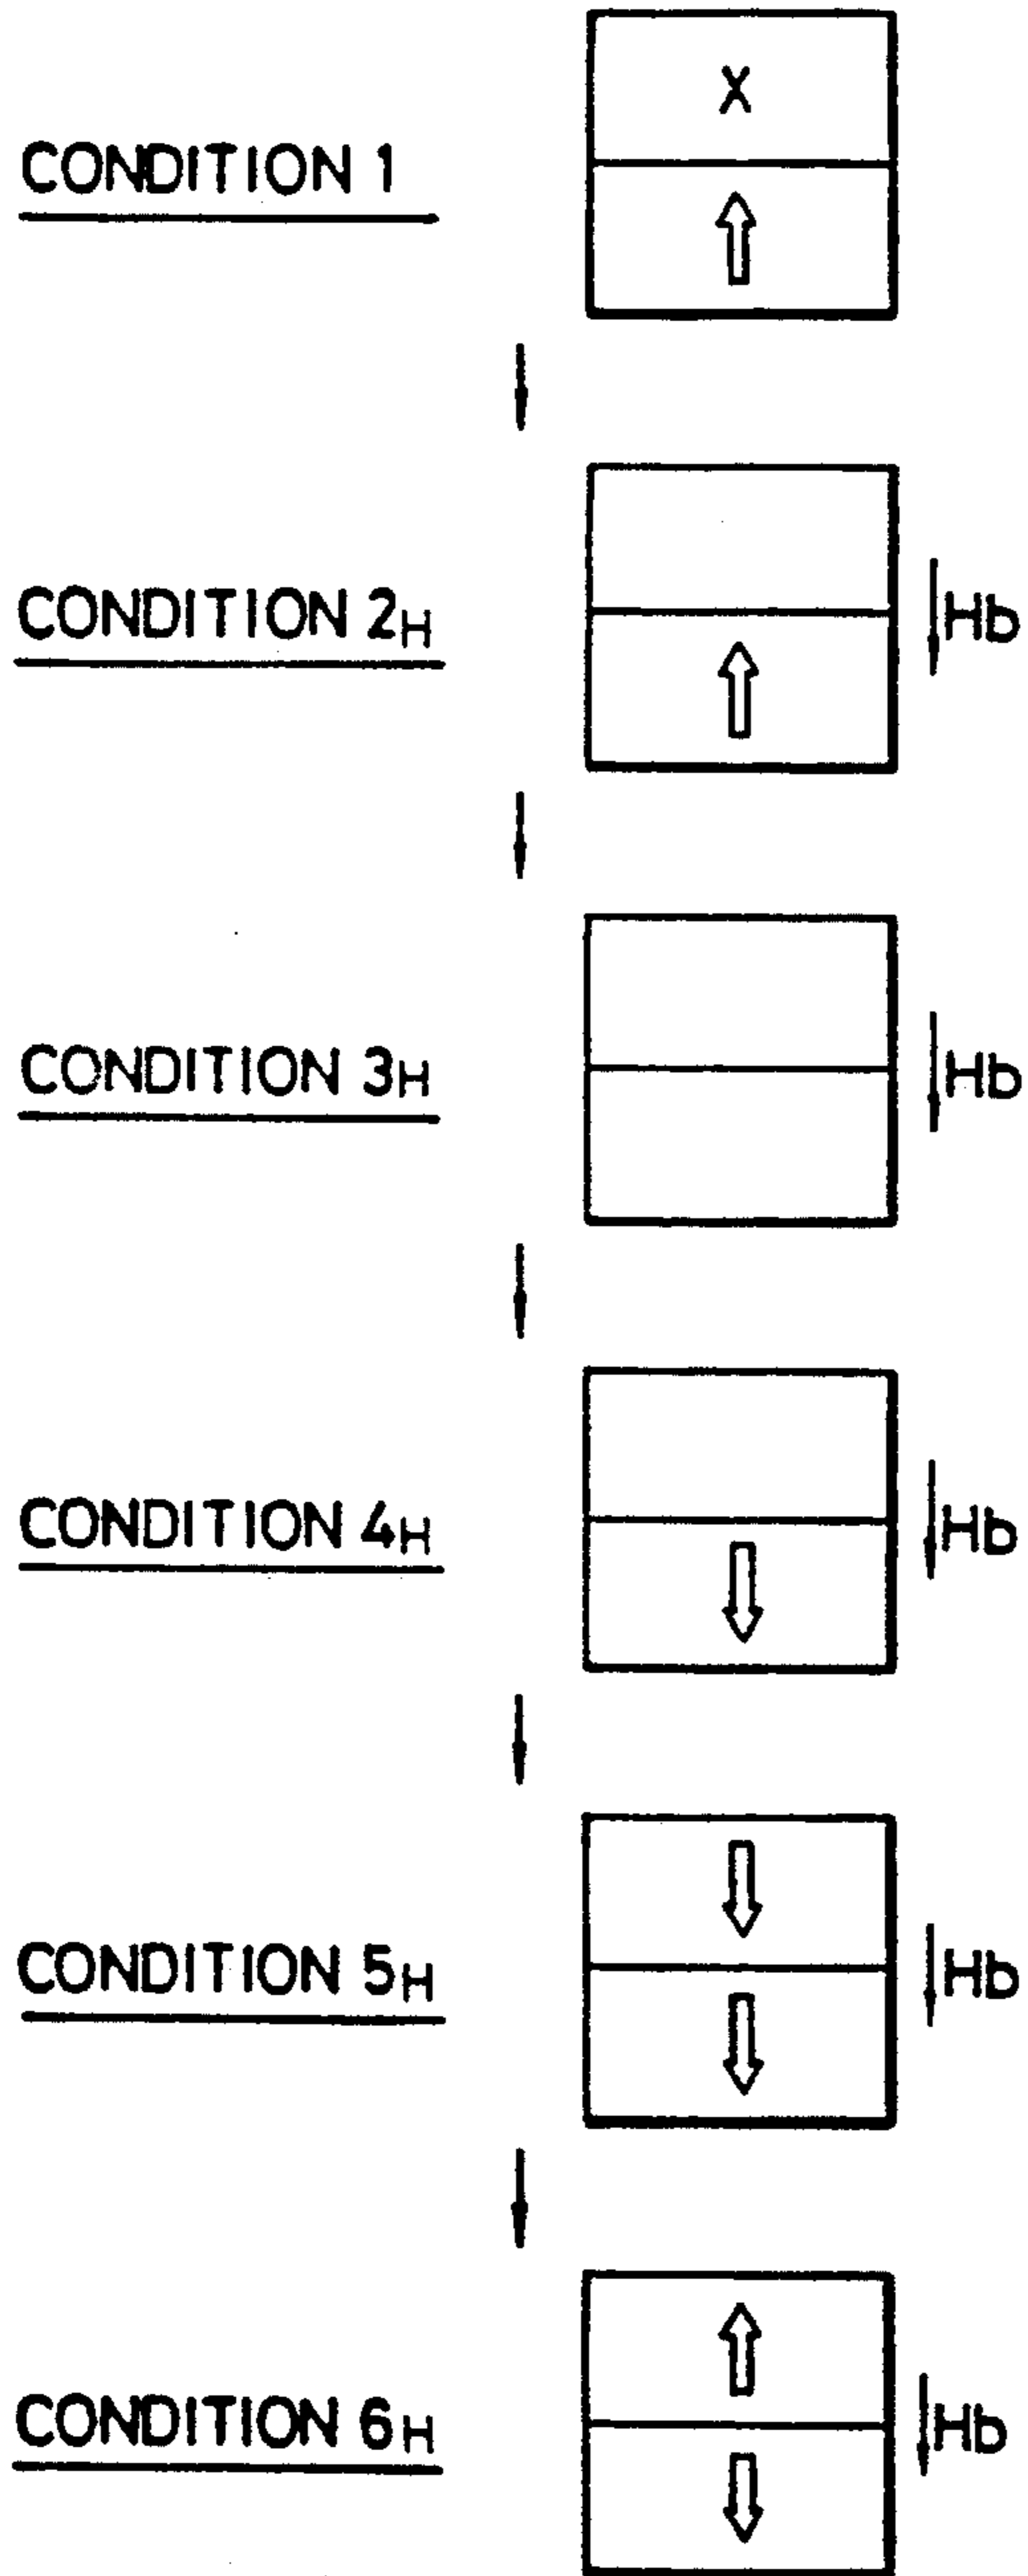 X
CONDITION 1
CONDITION 2H
Hb
CONDITION 3H
Hb
CONDITION 4H
Hb
CONDITION 5H
Hb
CONDITION 6H
Hb